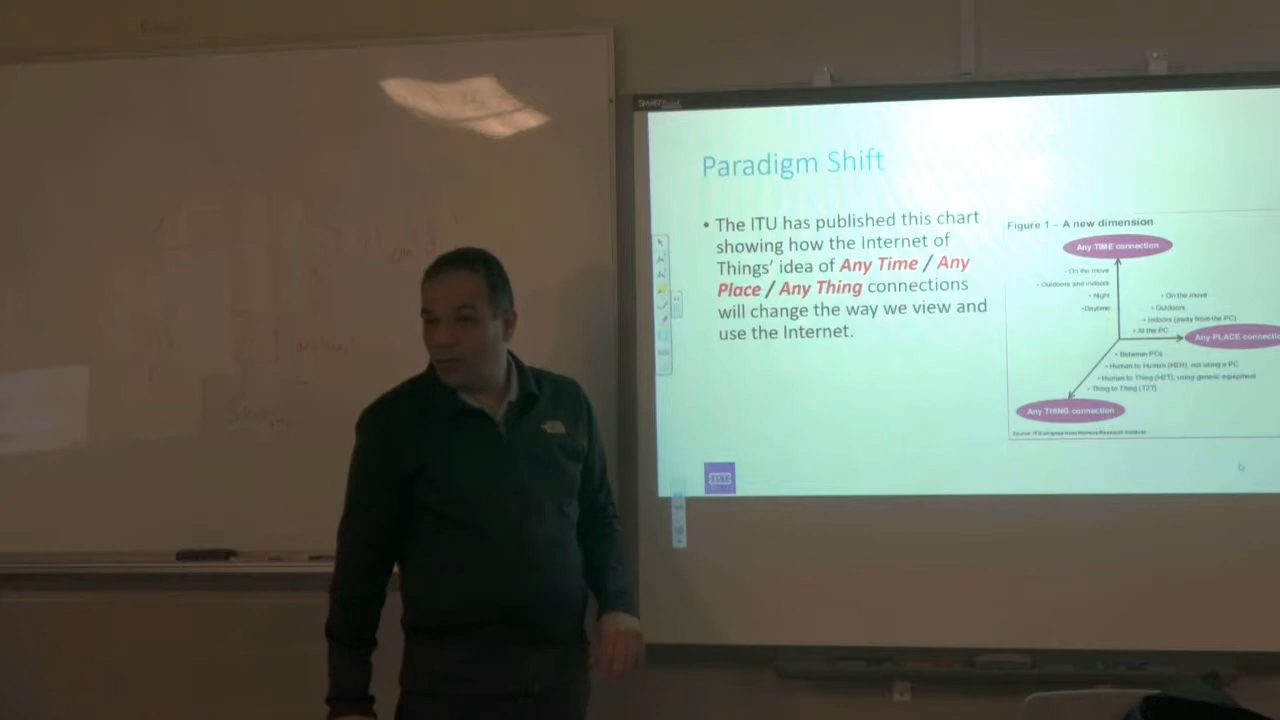 SMART
Paradigm Shift
• The ITU has published this chart
showing how the Internet of
Things' idea of Any Time / Any
Place / Any Thing connections
will change the way we view and
use the Internet.
Figure 1 – A new dimension
Any TIME connection
- On the move
- Outdoors and indoors
- Night
- Daytime
• On the move
• Outdoors
- Indoors (away from the PC)
• At the PC
Any PLACE connectio
• Between PCs
• Human to Human (H2H), not using a PC
• Human to Thing (H2T), using generic equipment
• Thing to Thing (T2T)
Any THING connection